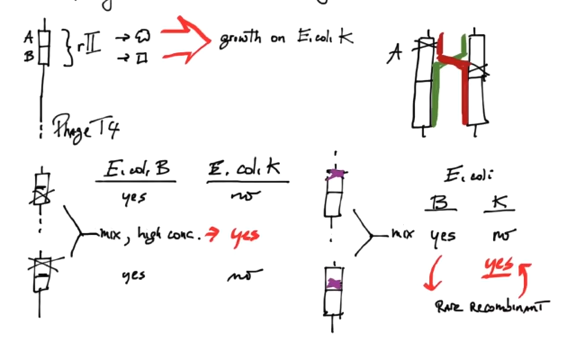 A
B
rII
growth on E.coli K
A
Phage T4
E.coli B E.coli K
yes no
mix, high conc. → yes
yes no
E.coli
B K
mix yes no
yes
RARE RECOMBINANT